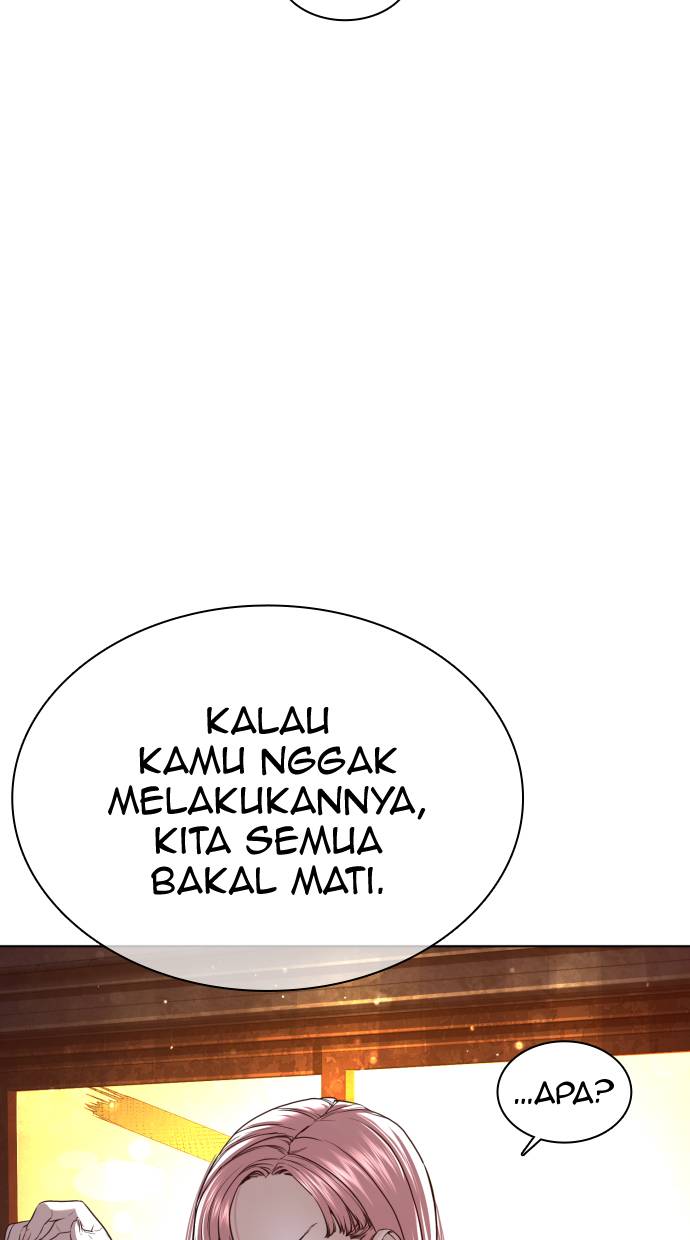 KALAU
KAMU NGGAK
MELAKUKANNYA,
KITA SEMUA
BAKAL MATI.
...APA?